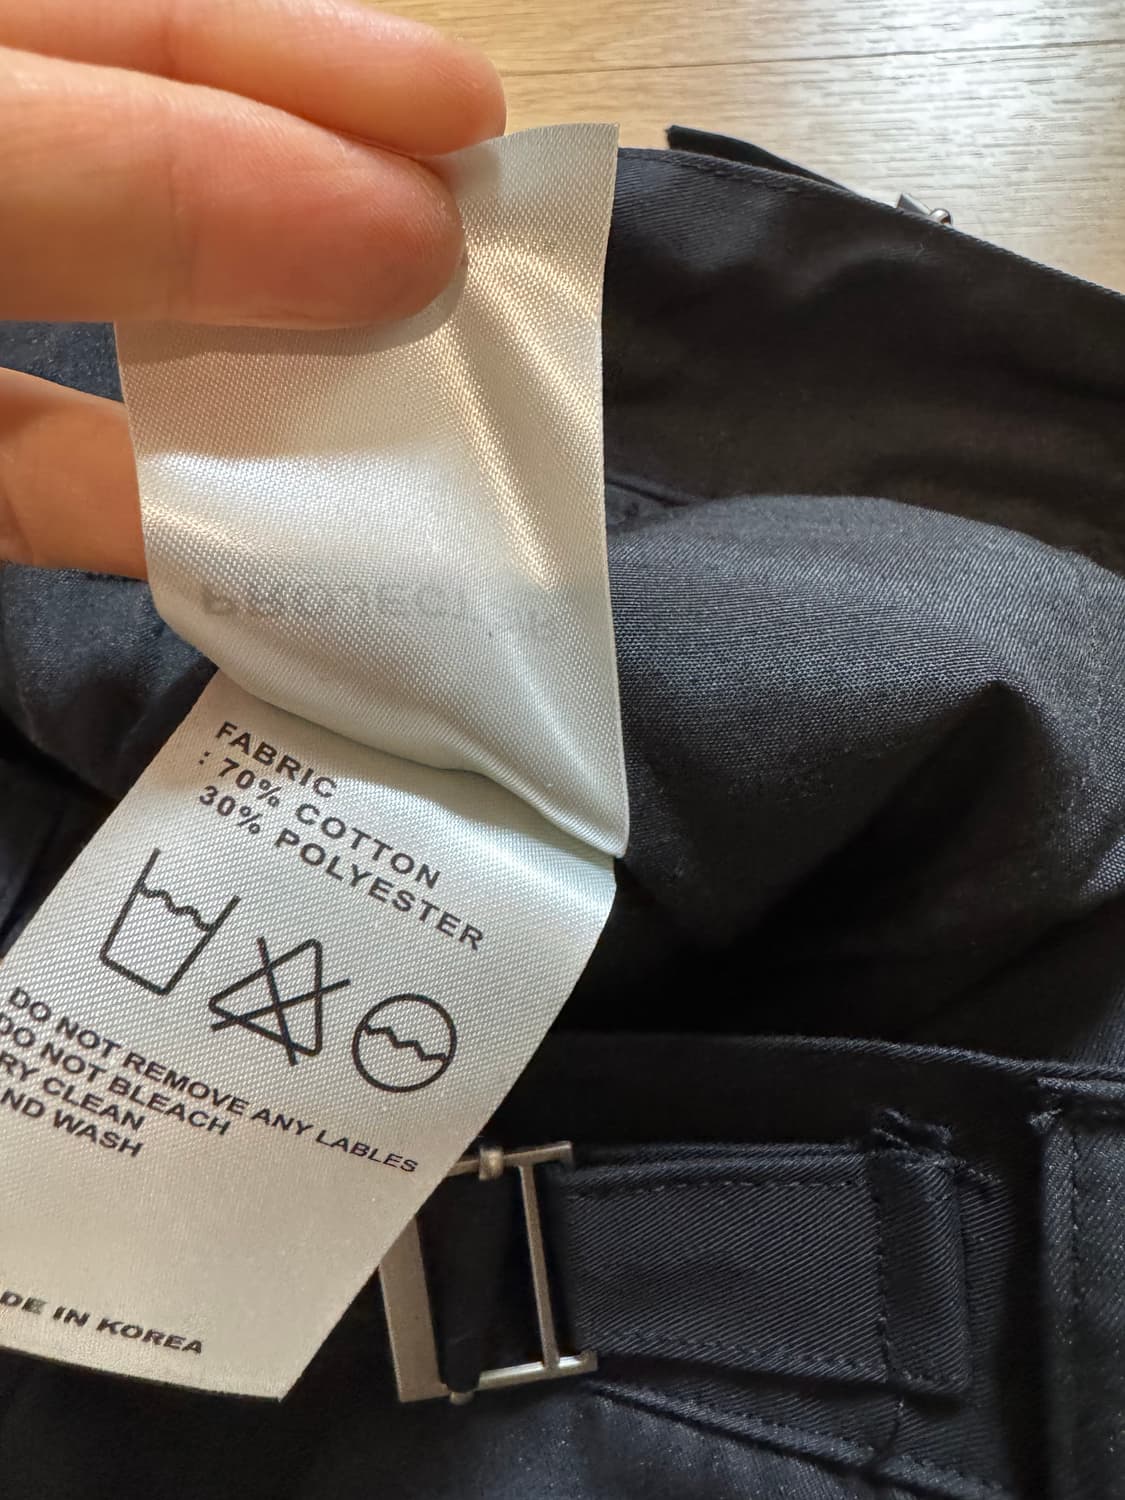 FABRIC
: 70% COTTON
30% POLYESTER
DO NOT REMOVE ANY LABLES
DO NOT BLEACH
RY CLEAN
ND WASH
DE IN KOREA